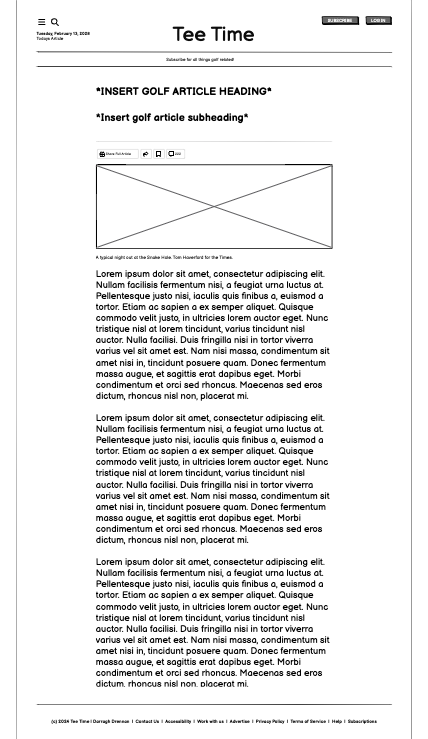 Tee Time
SUBSCRIBE
LOG IN
Tuesday, February 13, 2024
Todays Article
Subscribe for all things golf related!
*INSERT GOLF ARTICLE HEADING*
*Insert golf article subheading*
Share Full Article
A typical night out at the Snake Hole. Tom Haverford for the Times.
Lorem ipsum dolor sit amet, consectetur adipiscing elit.
Nullam facilisis fermentum nisi, a feugiat urna luctus at.
Pellentesque justo nisi, iaculis quis finibus a, euismod a
tortor. Etiam ac sapien a ex semper aliquet. Quisque
commodo velit justo, in ultricies lorem auctor eget. Nunc
tristique nisl at lorem tincidunt, varius tincidunt nisl
auctor. Nulla facilisi. Duis fringilla nisi in tortor viverra
varius vel sit amet est. Nam nisi massa, condimentum sit
amet nisi in, tincidunt posuere quam. Donec fermentum
massa augue, et sagittis erat dapibus eget. Morbi
condimentum et orci sed rhoncus. Maecenas sed eros
dictum, rhoncus nisl non, placerat mi.
Lorem ipsum dolor sit amet, consectetur adipiscing elit.
Nullam facilisis fermentum nisi, a feugiat urna luctus at.
Pellentesque justo nisi, iaculis quis finibus a, euismod a
tortor. Etiam ac sapien a ex semper aliquet. Quisque
commodo velit justo, in ultricies lorem auctor eget. Nunc
tristique nisl at lorem tincidunt, varius tincidunt nisl
auctor. Nulla facilisi. Duis fringilla nisi in tortor viverra
varius vel sit amet est. Nam nisi massa, condimentum sit
amet nisi in, tincidunt posuere quam. Donec fermentum
massa augue, et sagittis erat dapibus eget. Morbi
condimentum et orci sed rhoncus. Maecenas sed eros
dictum, rhoncus nisl non, placerat mi.
Lorem ipsum dolor sit amet, consectetur adipiscing elit.
Nullam facilisis fermentum nisi, a feugiat urna luctus at.
Pellentesque justo nisi, iaculis quis finibus a, euismod a
tortor. Etiam ac sapien a ex semper aliquet. Quisque
commodo velit justo, in ultricies lorem auctor eget. Nunc
tristique nisl at lorem tincidunt, varius tincidunt nisl
auctor. Nulla facilisi. Duis fringilla nisi in tortor viverra
varius vel sit amet est. Nam nisi massa, condimentum sit
amet nisi in, tincidunt posuere quam. Donec fermentum
massa augue, et sagittis erat dapibus eget. Morbi
condimentum et orci sed rhoncus. Maecenas sed eros
dictum, rhoncus nisl non, placerat mi.
(c) 2024 Tee Time | Darragh Drennan | Contact Us | Accessibility | Work with us | Advertise | Privacy Policy | Terms of Service | Help | Subscriptions